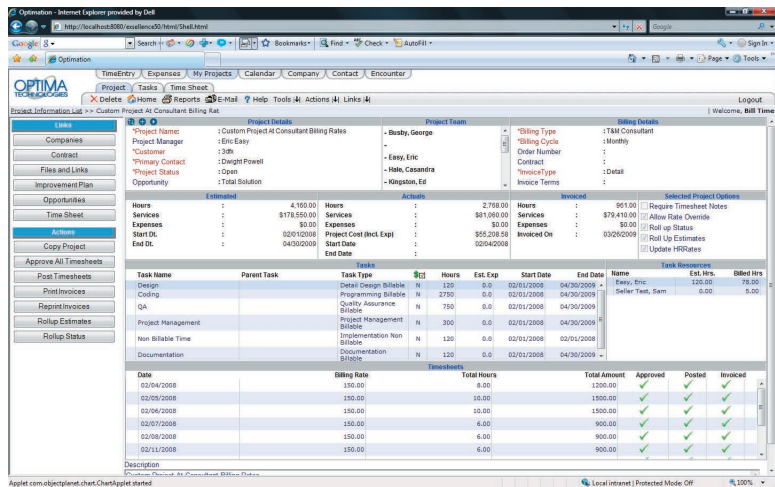 Optimation - Internet Explorer provided by Dell
http://localhost:8080/exsellence50/html/Shell.html
Google
Google Search Bookmarks Find Check AutoFill Sign In
Optimation Page Tools
TimeEntry Expenses My Projects Calendar Company Contact Encounter
OPTIMA TECHNOLOGIES
Project Tasks Time Sheet
Delete Home Reports E-Mail ? Help Tools Actions Links Logout
Project Information List >> Custom Project At Consultant Billing Rat | Welcome, Bill Time
Links
Companies
Contract
Files and Links
Improvement Plan
Opportunities
Time Sheet
Actions
Copy Project
Approve All Timesheets
Post Timesheets
Print Invoices
Reprint Invoices
Rollup Estimates
Rollup Status
Project Details
*Project Name: : Custom Project At Consultant Billing Rates
Project Manager : Eric Easy
*Customer : 3dfx
*Primary Contact : Dwight Powell
*Project Status : Open
Opportunity : Total Solution
Project Team
- Busby, George
-
- Easy, Eric
- Hale, Casandra
- Kingston, Ed
Billing Details
*Billing Type : T&M Consultant
*Billing Cycle : Monthly
Order Number :
Contract :
*InvoiceType : Detail
Invoice Terms :
Estimated
Hours : 4,160.00
Services : $178,550.00
Expenses : $0.00
Start Dt. : 02/01/2008
End Dt. : 04/30/2009
Actuals
Hours : 2,768.00
Services : $81,060.00
Expenses : $0.00
Project Cost (Incl. Exp) : $55,208.58
Start Date : 02/04/2008
End Date :
Invoiced
Hours : 961.00
Services : $79,410.00
Expenses : $0.00
Invoiced On : 03/26/2009
Selected Project Options
Require Timesheet Notes
Allow Rate Override
Roll up Status
Roll Up Estimates
Update HRRates
Tasks
Task Name Parent Task Task Type $ Hours Est. Exp Start Date End Date
Design Detail Design Billable N 120 0.0 02/01/2008 04/30/2009
Coding Programming Billable N 2750 0.0 02/01/2008 04/30/2009
QA Quality Assurance Billable N 750 0.0 02/01/2008 04/30/2009
Project Management Project Management Billable N 300 0.0 02/01/2008 04/30/2009
Non Billable Time Implementation Non Billable N 120 0.0 02/01/2008 04/30/2009
Documentation Documentation Billable N 120 0.0 02/01/2008 04/30/2009
Task Resources
Name Est. Hrs. Billed Hrs
Easy, Eric 120.00 78.00
Seller Test, Sam 0.00 5.00
Timesheets
Date Billing Rate Total Hours Total Amount Approved Posted Invoiced
02/04/2008 150.00 8.00 1200.00
02/05/2008 150.00 10.00 1500.00
02/06/2008 150.00 10.00 1500.00
02/07/2008 150.00 6.00 900.00
02/08/2008 150.00 6.00 900.00
02/11/2008 150.00 6.00 900.00
Description
Custom Project At Consultant Billing Rates
Applet com.objectplanet.chart.ChartApplet started Local intranet | Protected Mode: Off 100%